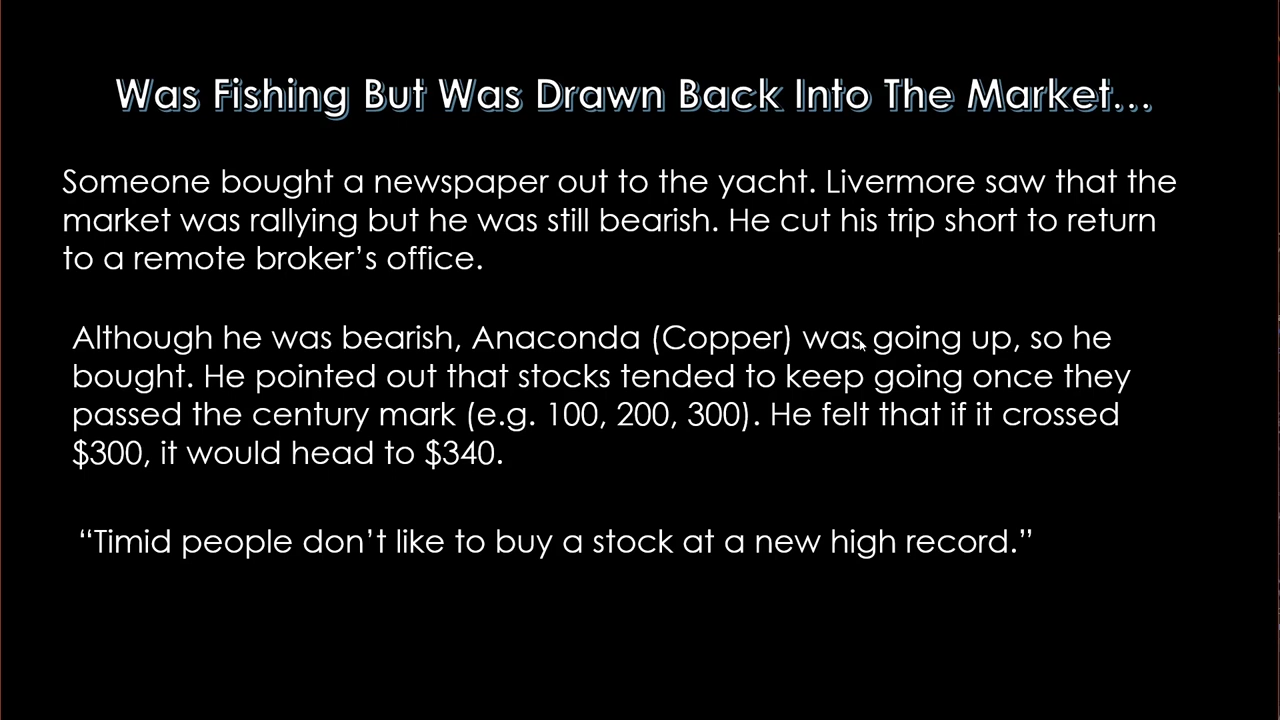 Was Fishing But Was Drawn Back Into The Market...
Someone bought a newspaper out to the yacht. Livermore saw that the
market was rallying but he was still bearish. He cut his trip short to return
to a remote broker’s office.
Although he was bearish, Anaconda (Copper) was going up, so he
bought. He pointed out that stocks tended to keep going once they
passed the century mark (e.g. 100, 200, 300). He felt that if it crossed
$300, it would head to $340.
“Timid people don’t like to buy a stock at a new high record.”